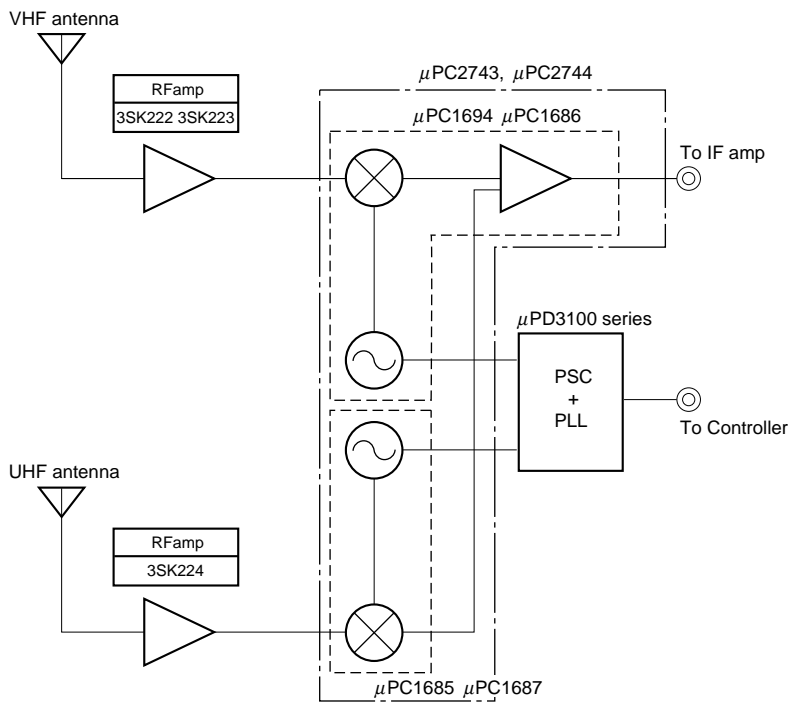 VHF antenna
RFamp
3SK222 3SK223
μPC2743, μPC2744
μPC1694 μPC1686
To IF amp
μPD3100 series
PSC
+
PLL
To Controller
UHF antenna
RFamp
3SK224
μPC1685 μPC1687